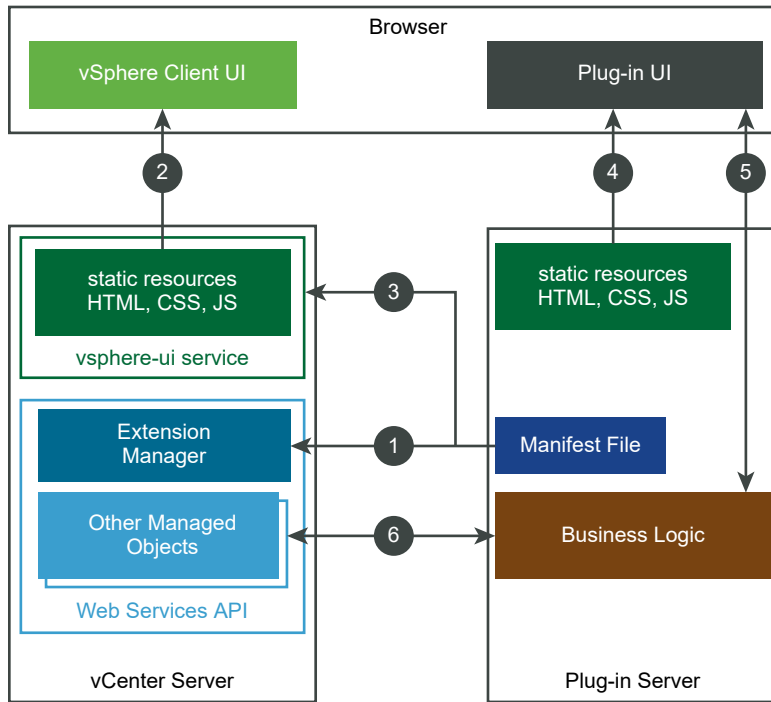 Browser
vSphere Client UI
Plug-in UI
2
4
5
static resources
HTML, CSS, JS
vsphere-ui service
3
static resources
HTML, CSS, JS
Extension
Manager
1
Manifest File
Other Managed
Objects
6
Business Logic
Web Services API
vCenter Server
Plug-in Server